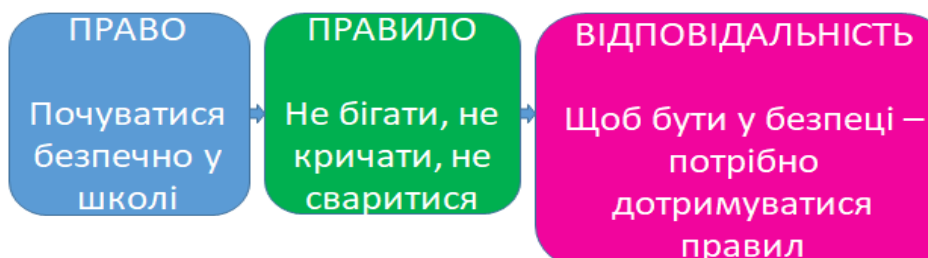 ПРАВО
Почуватися
безпечно у
школі
ПРАВИЛО
Не бігати, не
кричати, не
сваритися
ВІДПОВІДАЛЬНІСТЬ
Щоб бути у безпеці –
потрібно
дотримуватися
правил